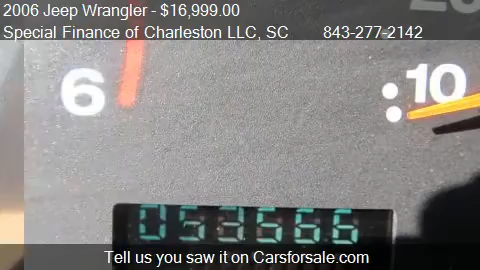 2006 Jeep Wrangler - $16,999.00
Special Finance of Charleston LLC, SC 843-277-2142
6
:10
053566
Tell us you saw it on Carsforsale.com